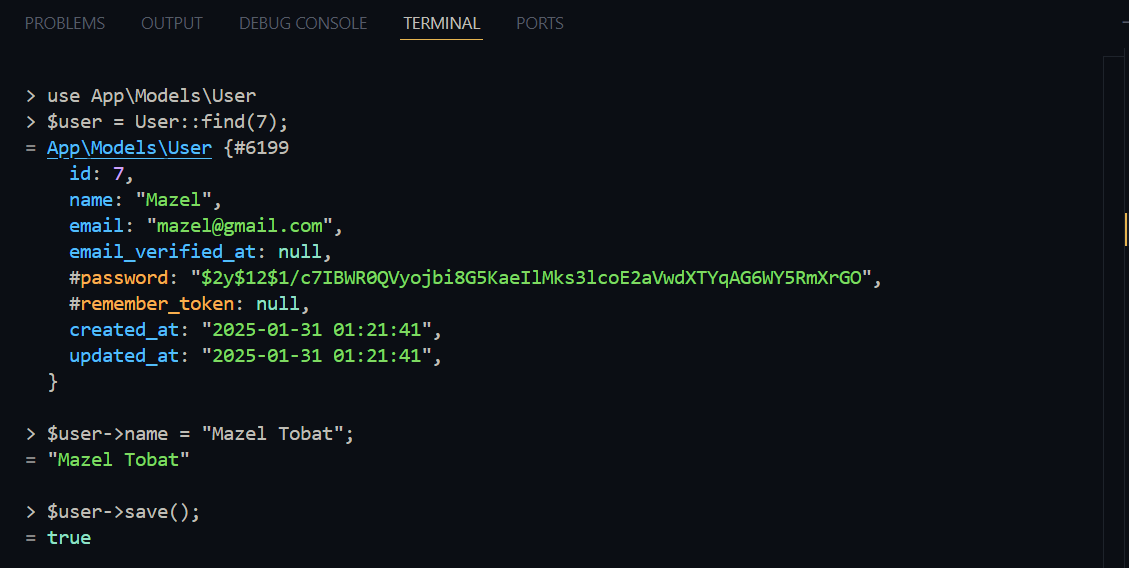 PROBLEMS OUTPUT DEBUG CONSOLE TERMINAL PORTS
> use App\Models\User
> $user = User::find(7);
= App\Models\User {#6199
id: 7,
name: "Mazel",
email: "mazel@gmail.com",
email_verified_at: null,
#password: "$2y$12$1/c7IBWR0QVyojbi8G5KaeIlMks3lcoE2aVwdXTYqAG6WY5RmXrGO",
#remember_token: null,
created_at: "2025-01-31 01:21:41",
updated_at: "2025-01-31 01:21:41",
}
> $user->name = "Mazel Tobat";
= "Mazel Tobat"
> $user->save();
= true